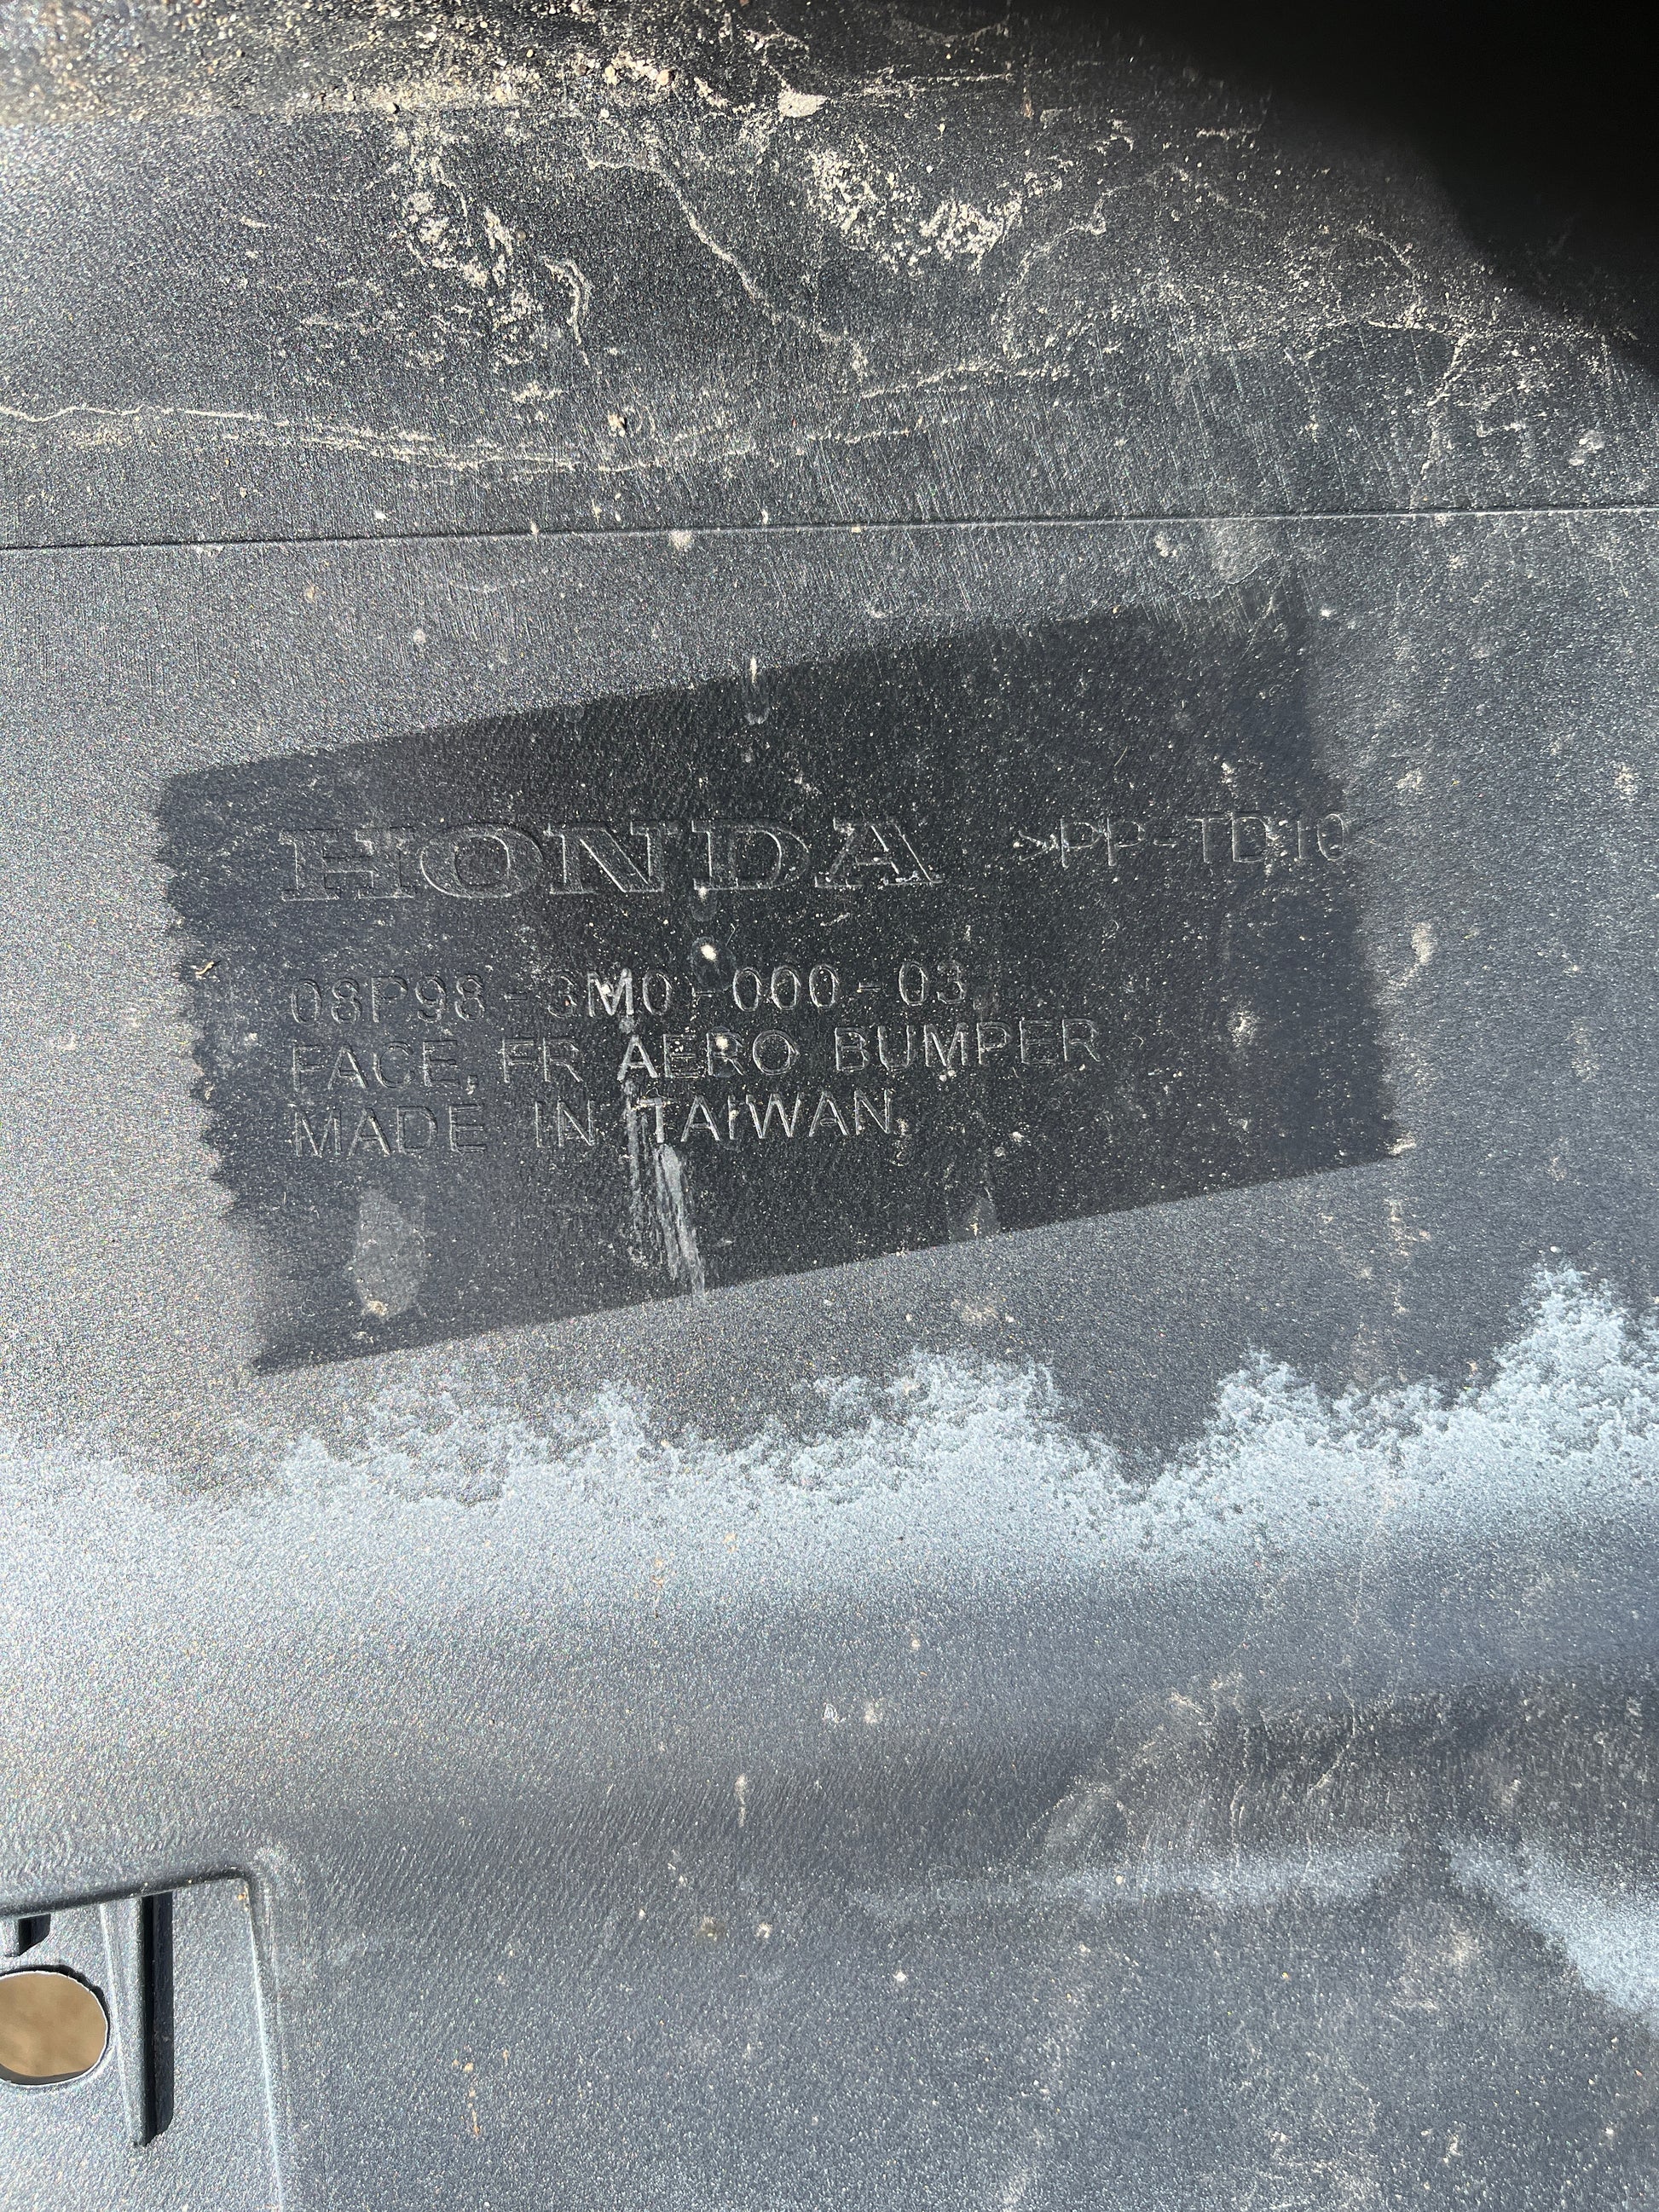 HONDA >PP-TD10<
08P98-3M0-000-03
FACE, FR AERO BUMPER
MADE IN TAIWAN